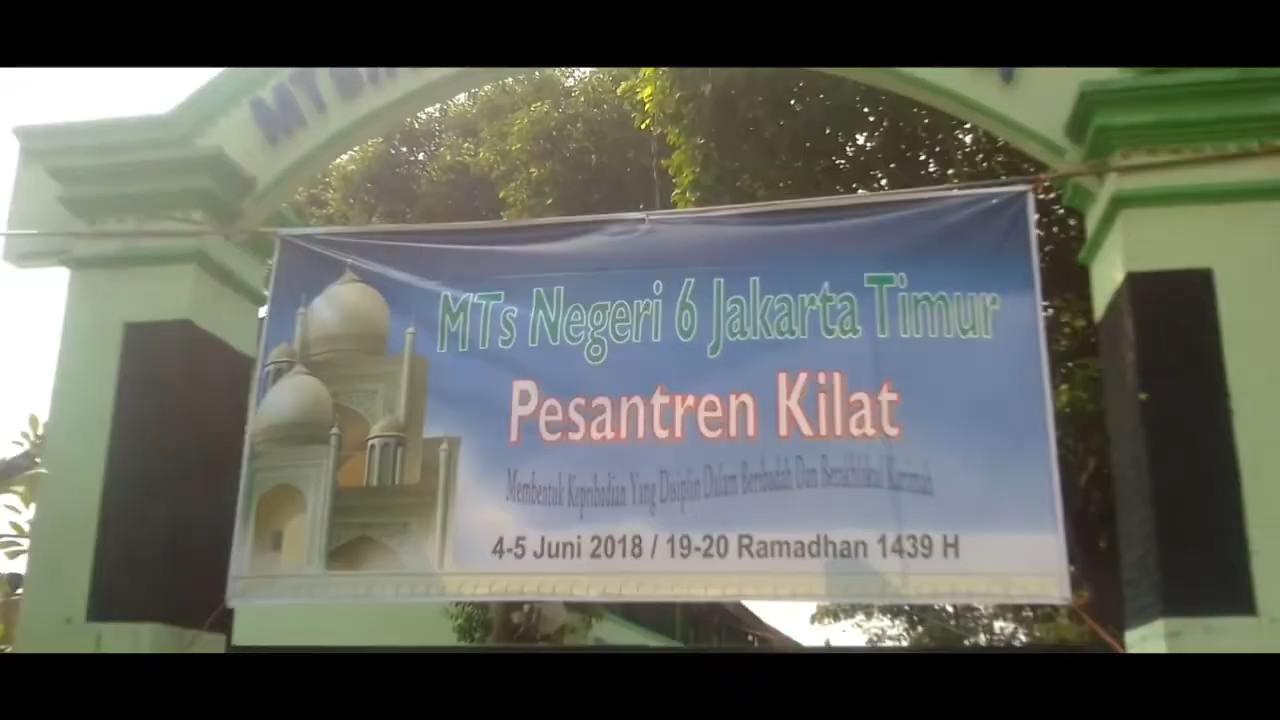 MTs Negeri 6 Jakarta Timur
Pesantren Kilat
Membentuk Kepribadian Yang Disiplin Dalam Beribadah Dan Berakhlakul Karimah
4-5 Juni 2018 / 19-20 Ramadhan 1439 H